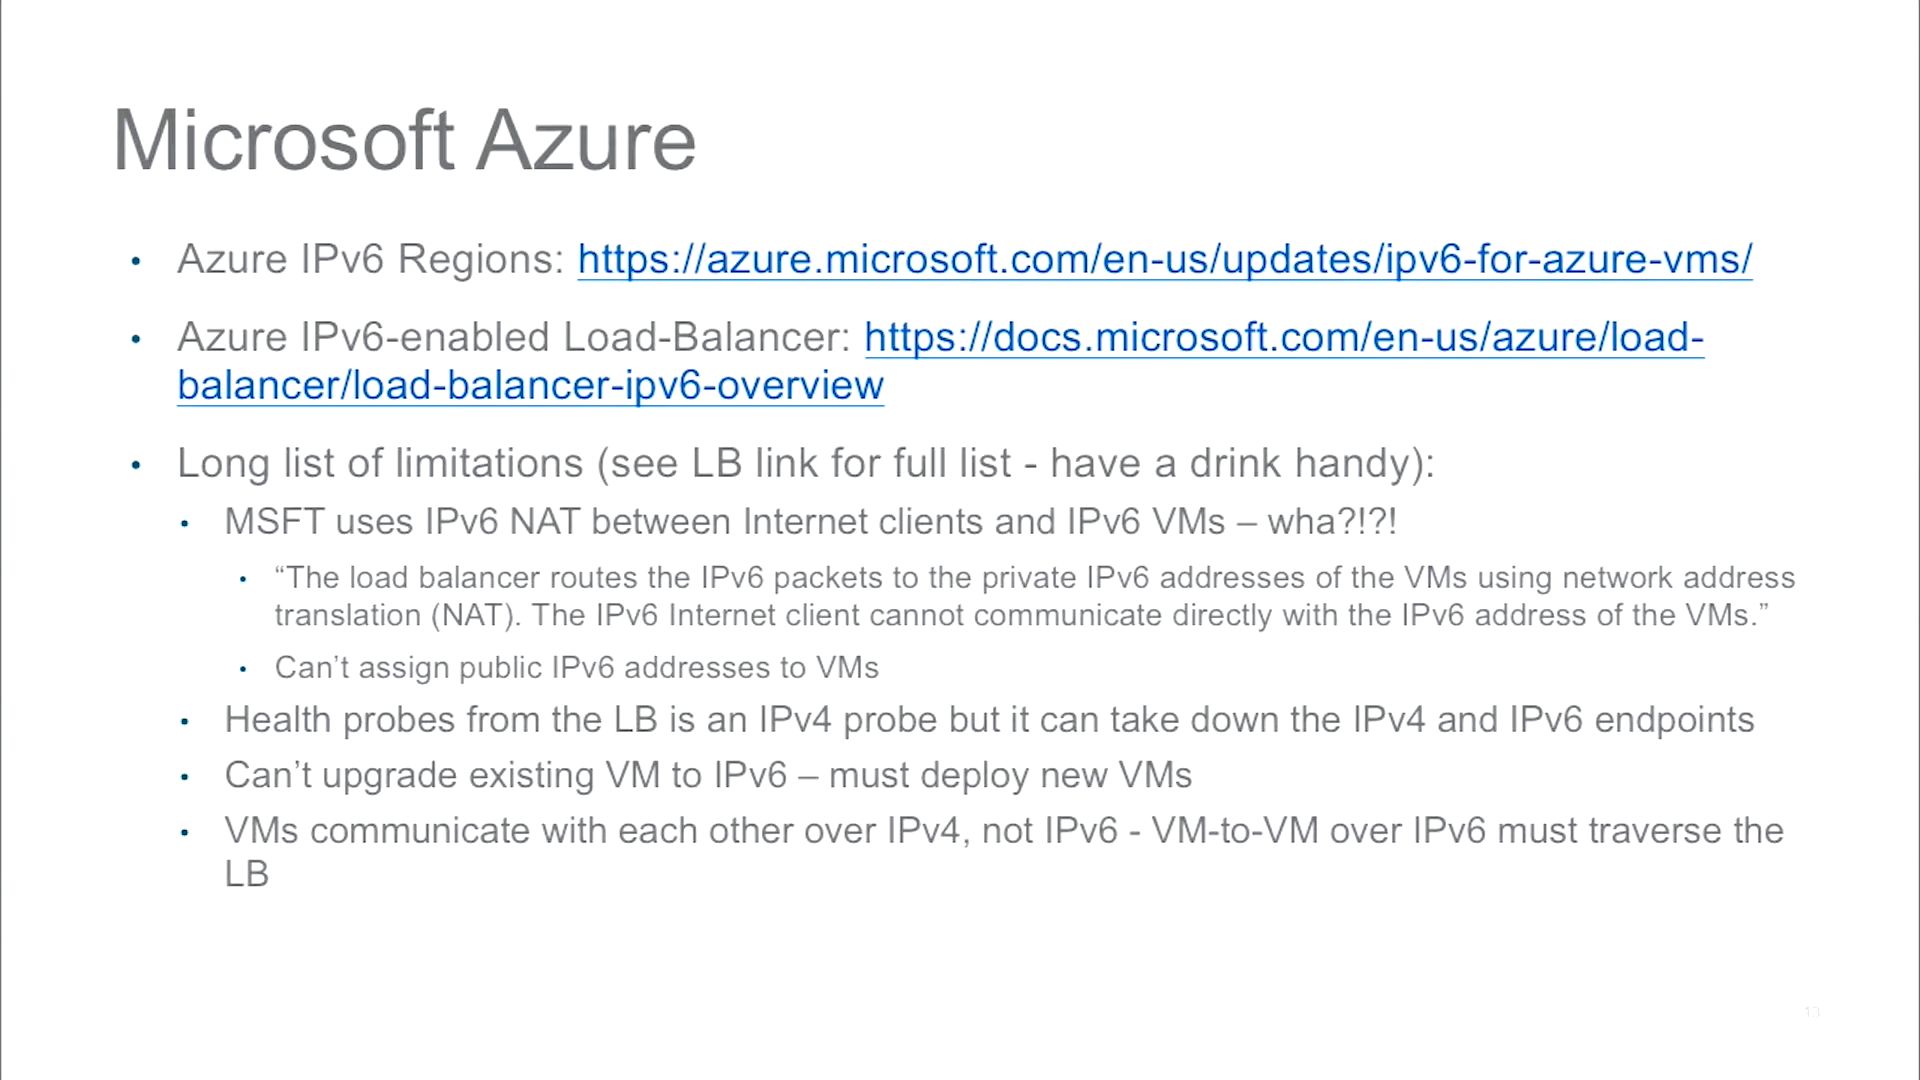 Microsoft Azure
• Azure IPv6 Regions: https://azure.microsoft.com/en-us/updates/ipv6-for-azure-vms/
• Azure IPv6-enabled Load-Balancer: https://docs.microsoft.com/en-us/azure/load-
balancer/load-balancer-ipv6-overview
• Long list of limitations (see LB link for full list - have a drink handy):
• MSFT uses IPv6 NAT between Internet clients and IPv6 VMs – wha?!?!
• “The load balancer routes the IPv6 packets to the private IPv6 addresses of the VMs using network address
translation (NAT). The IPv6 Internet client cannot communicate directly with the IPv6 address of the VMs.”
• Can’t assign public IPv6 addresses to VMs
• Health probes from the LB is an IPv4 probe but it can take down the IPv4 and IPv6 endpoints
• Can’t upgrade existing VM to IPv6 – must deploy new VMs
• VMs communicate with each other over IPv4, not IPv6 - VM-to-VM over IPv6 must traverse the
LB
13